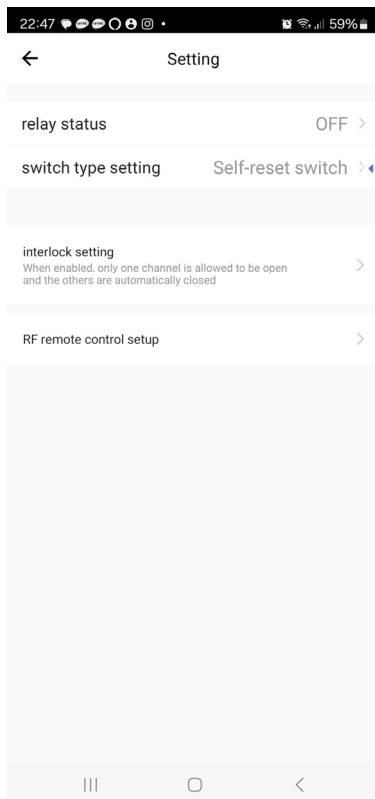 22:47 59%
Setting
relay status OFF
switch type setting Self-reset switch
interlock setting
When enabled. only one channel is allowed to be open
and the others are automatically closed
RF remote control setup